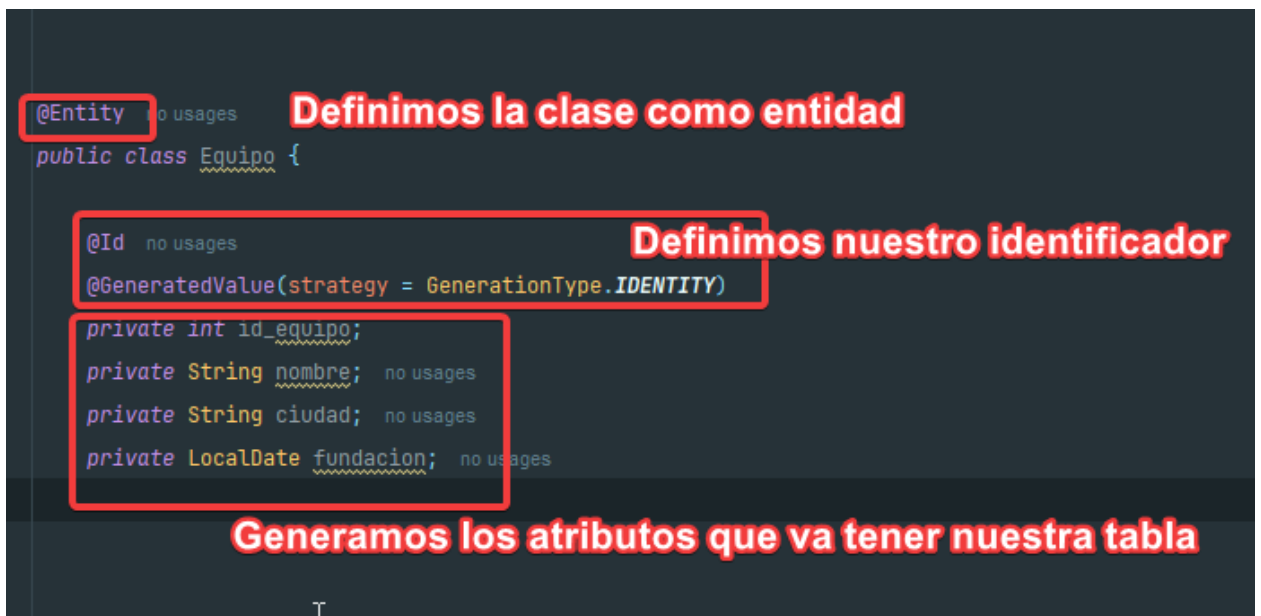 @Entity no usages Definimos la clase como entidad
public class Equipo {
@Id no usages Definimos nuestro identificador
@GeneratedValue(strategy = GenerationType.IDENTITY)
private int id_equipo;
private String nombre; no usages
private String ciudad; no usages
private LocalDate fundacion; no usages
Generamos los atributos que va tener nuestra tabla